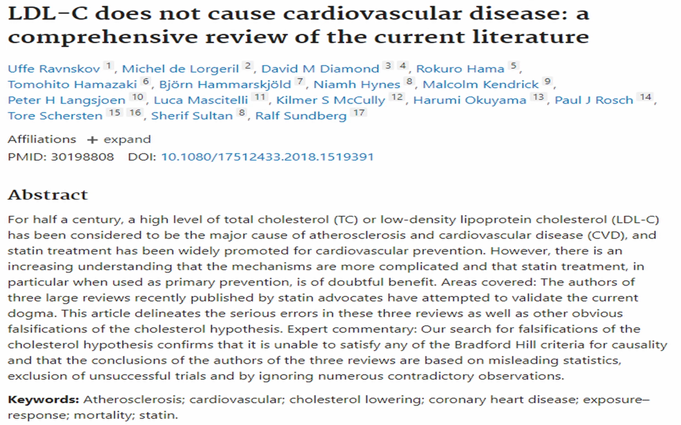 LDL–C does not cause cardiovascular disease: a
comprehensive review of the current literature
Uffe Ravnskov 1, Michel de Lorgeril 2, David M Diamond 3 4, Rokuro Hama 5,
Tomohito Hamazaki 6, Björn Hammarskjöld 7, Niamh Hynes 8, Malcolm Kendrick 9,
Peter H Langsjoen 10, Luca Mascitelli 11, Kilmer S McCully 12, Harumi Okuyama 13, Paul J Rosch 14,
Tore Schersten 15 16, Sherif Sultan 8, Ralf Sundberg 17
Affiliations + expand
PMID: 30198808 DOI: 10.1080/17512433.2018.1519391
Abstract
For half a century, a high level of total cholesterol (TC) or low-density lipoprotein cholesterol (LDL-C)
has been considered to be the major cause of atherosclerosis and cardiovascular disease (CVD), and
statin treatment has been widely promoted for cardiovascular prevention. However, there is an
increasing understanding that the mechanisms are more complicated and that statin treatment, in
particular when used as primary prevention, is of doubtful benefit. Areas covered: The authors of
three large reviews recently published by statin advocates have attempted to validate the current
dogma. This article delineates the serious errors in these three reviews as well as other obvious
falsifications of the cholesterol hypothesis. Expert commentary: Our search for falsifications of the
cholesterol hypothesis confirms that it is unable to satisfy any of the Bradford Hill criteria for causality
and that the conclusions of the authors of the three reviews are based on misleading statistics,
exclusion of unsuccessful trials and by ignoring numerous contradictory observations.
Keywords: Atherosclerosis; cardiovascular; cholesterol lowering; coronary heart disease; exposure–
response; mortality; statin.